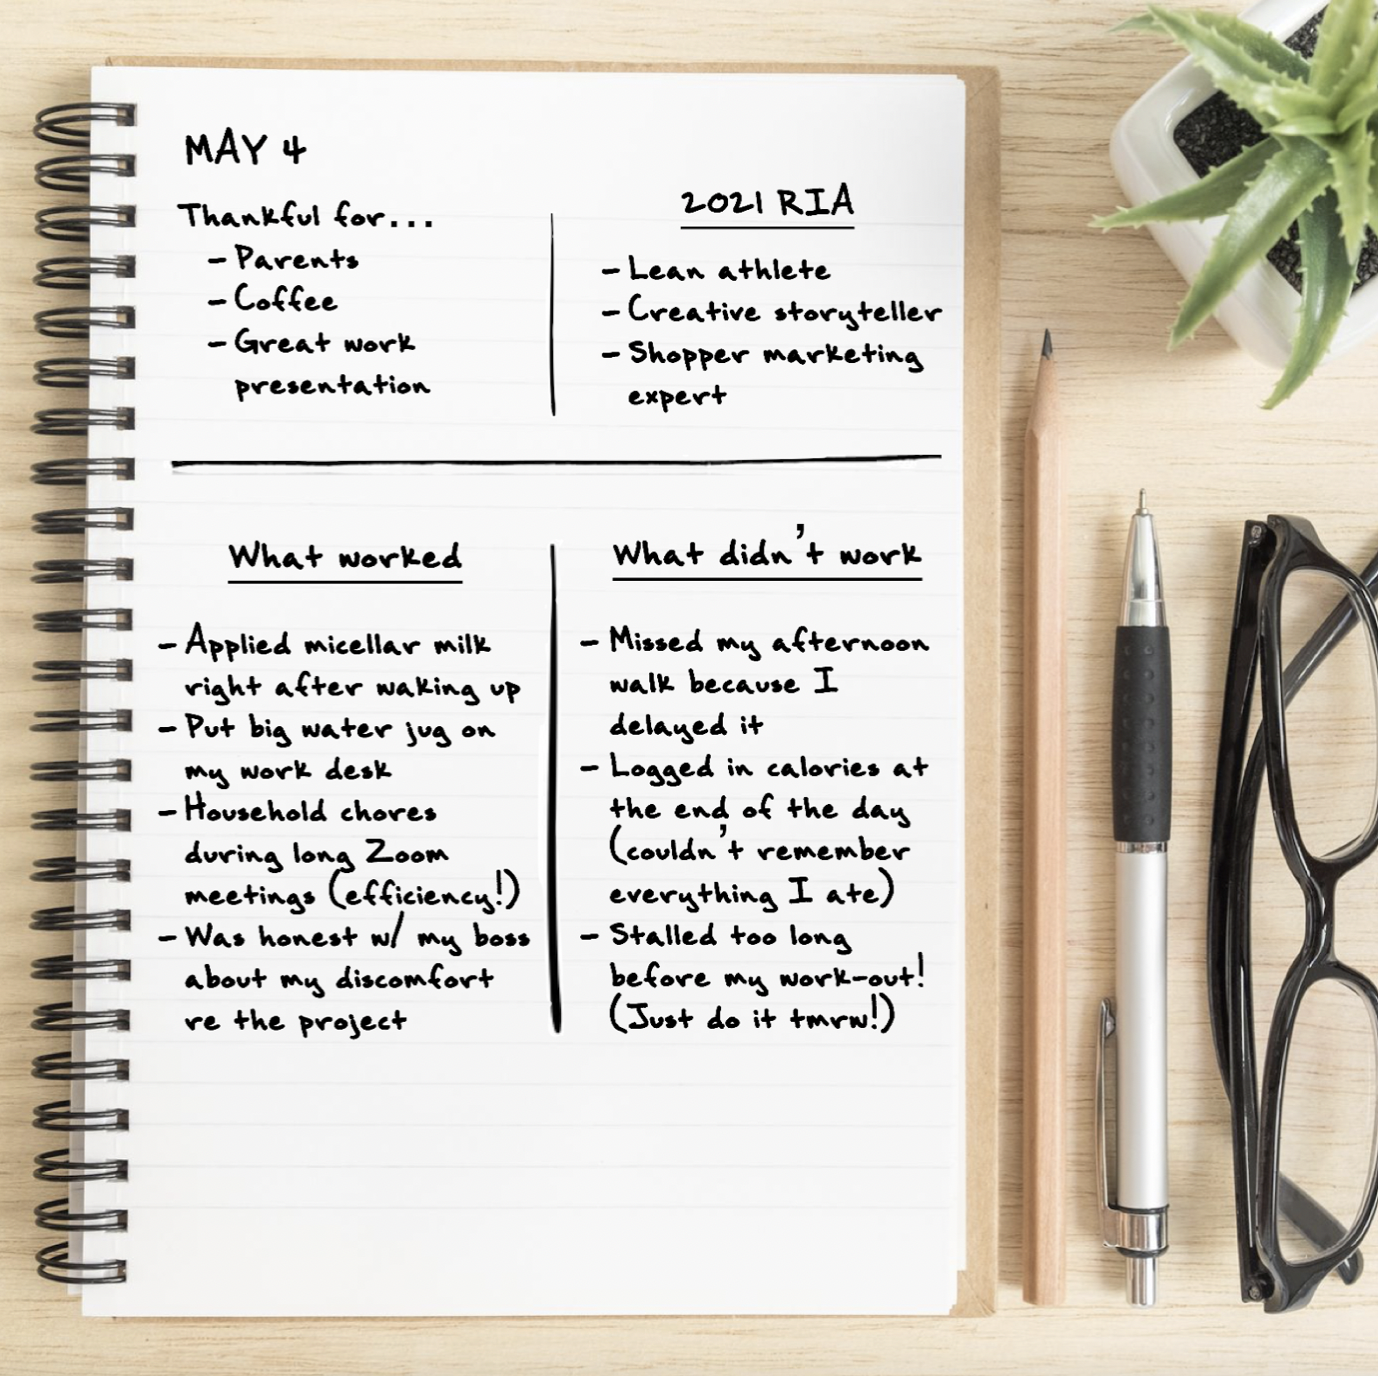 MAY 4
Thankful for...
- Parents
- Coffee
- Great work
presentation
2021 RIA
- Lean athlete
- Creative storyteller
- Shopper marketing
expert
What worked
- Applied micellar milk
right after waking up
- Put big water jug on
my work desk
- Household chores
during long Zoom
meetings (efficiency!)
- Was honest w/ my boss
about my discomfort
re the project
What didn't work
- Missed my afternoon
walk because I
delayed it
- Logged in calories at
the end of the day
(couldn't remember
everything I ate)
- Stalled too long
before my work-out!
(Just do it tmrw!)